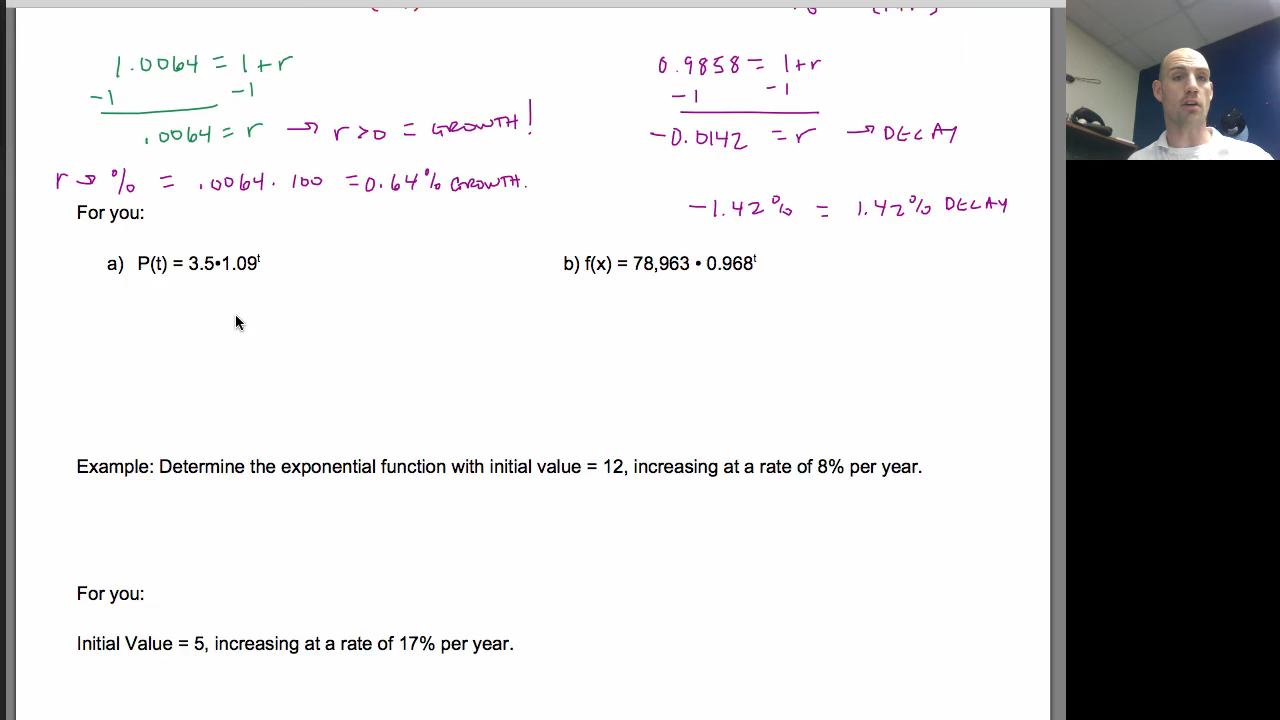 1.0064 = 1+r
-1 -1
.0064 = r → r > 0 = GROWTH!
r → % = .0064 · 100 = 0.64% GROWTH.
0.9858 = 1+r
-1 -1
-0.0142 = r → DECAY
-1.42% = 1.42% DECAY
For you:
a) P(t) = 3.5•1.09ᵗ
b) f(x) = 78,963 • 0.968ᵗ
Example: Determine the exponential function with initial value = 12, increasing at a rate of 8% per year.
For you:
Initial Value = 5, increasing at a rate of 17% per year.